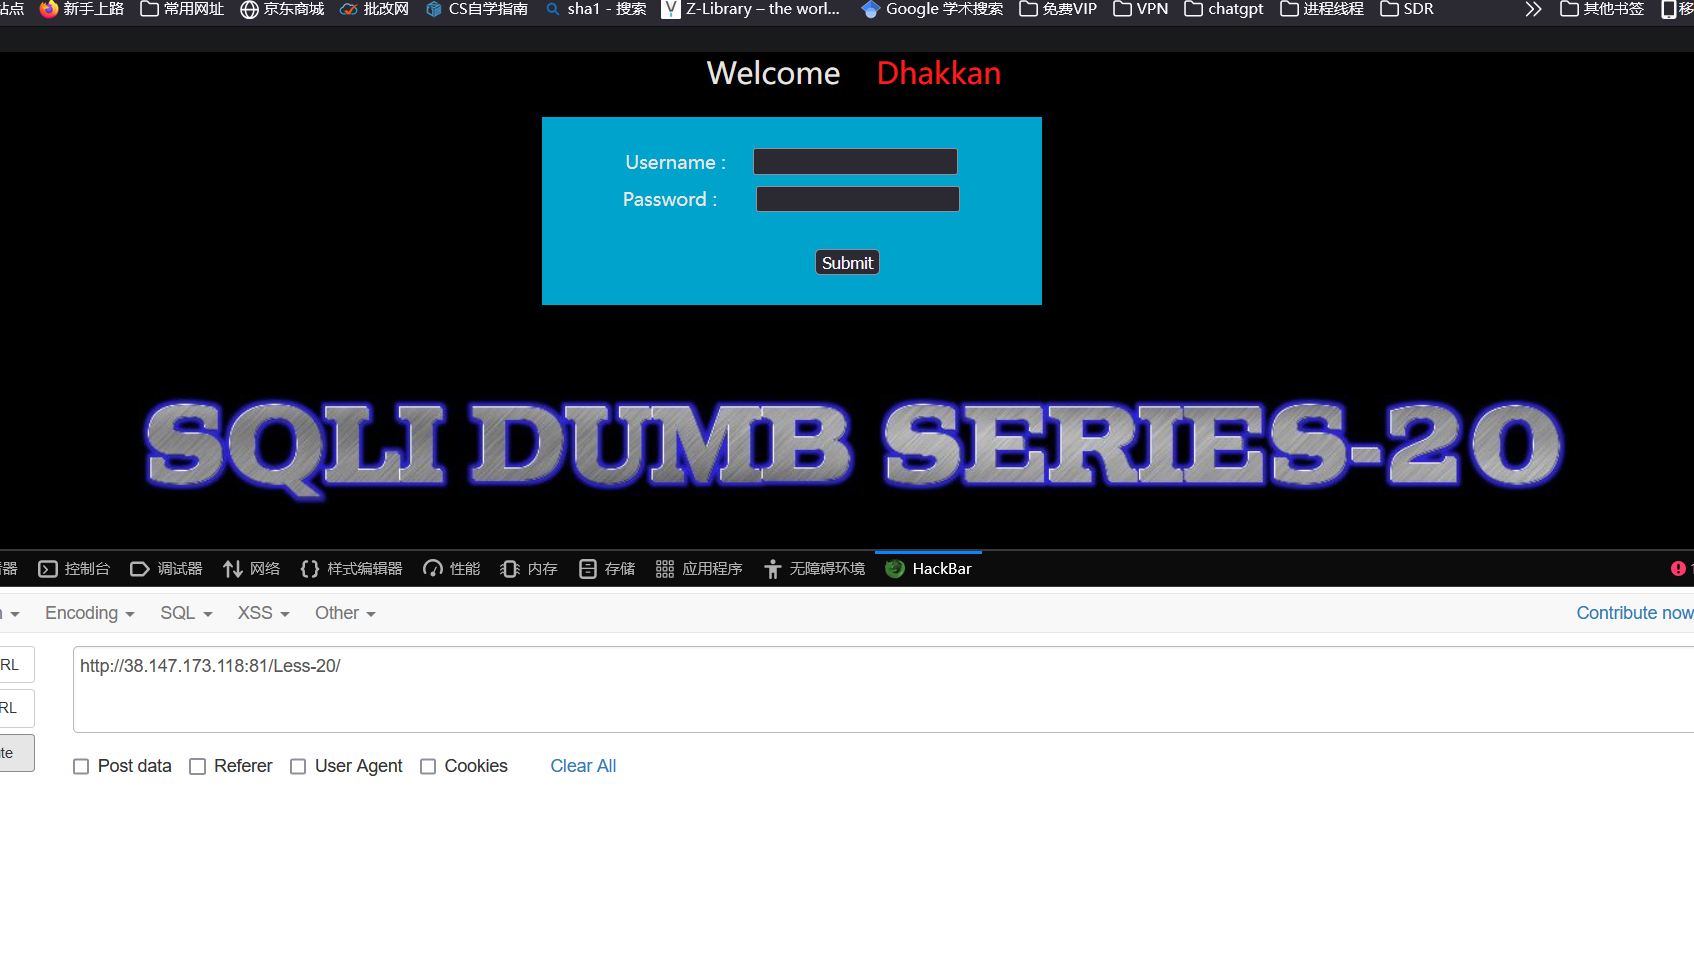 站点 新手上路 常用网址 京东商城 批改网 CS自学指南 sha1 - 搜索 Z-Library – the worl... Google 学术搜索 免费VIP VPN chatgpt 进程线程 SDR 其他书签 移
Welcome Dhakkan
Username :
Password :
Submit
SQLI DUMB SERIES-20
器 控制台 调试器 网络 样式编辑器 性能 内存 存储 应用程序 无障碍环境 HackBar
Encoding SQL XSS Other Contribute now
RL
http://38.147.173.118:81/Less-20/
RL
te
Post data Referer User Agent Cookies Clear All